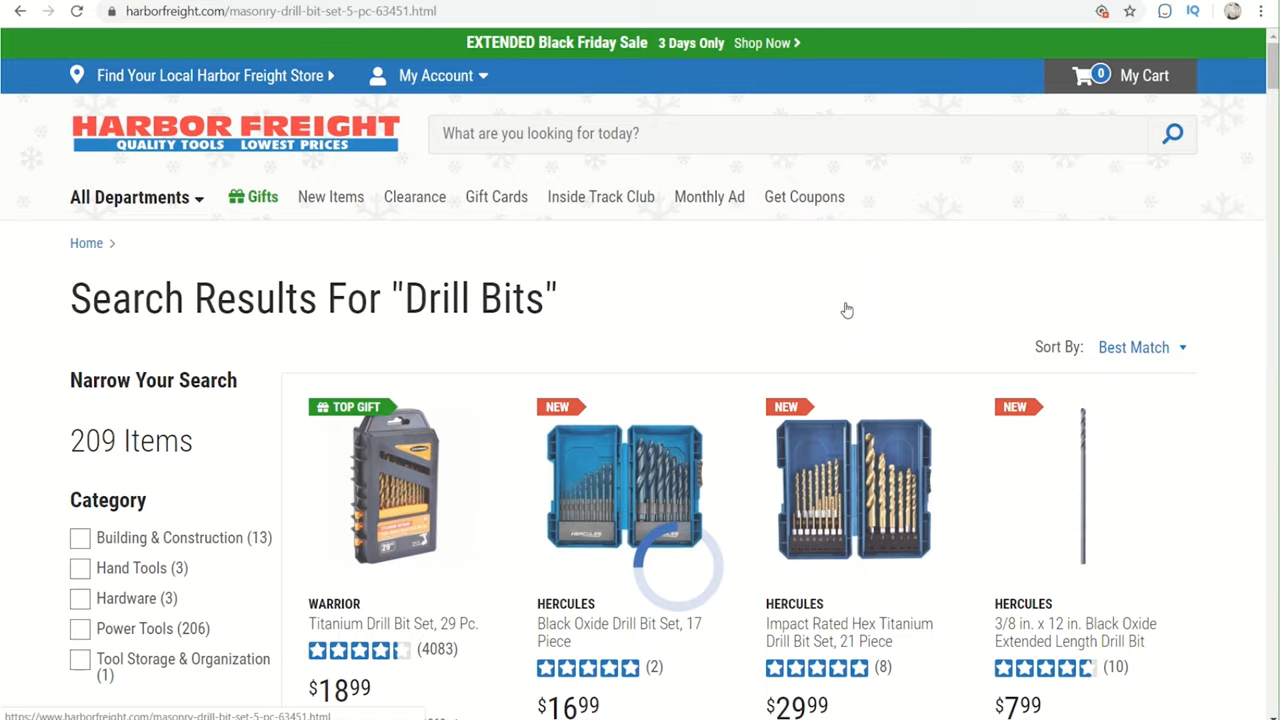 harborfreight.com/masonry-drill-bit-set-5-pc-63451.html
IQ
EXTENDED Black Friday Sale 3 Days Only Shop Now
Find Your Local Harbor Freight Store
My Account
0 My Cart
HARBOR FREIGHT
QUALITY TOOLS LOWEST PRICES
What are you looking for today?
All Departments
Gifts
New Items
Clearance
Gift Cards
Inside Track Club
Monthly Ad
Get Coupons
Home
Search Results For "Drill Bits"
Sort By: Best Match
Narrow Your Search
209 Items
Category
Building & Construction (13)
Hand Tools (3)
Hardware (3)
Power Tools (206)
Tool Storage & Organization
(1)
TOP GIFT
29
WARRIOR
Titanium Drill Bit Set, 29 Pc.
(4083)
$1899
NEW
HERCULES
HERCULES
Black Oxide Drill Bit Set, 17
Piece
(2)
$1699
NEW
HERCULES
Impact Rated Hex Titanium
Drill Bit Set, 21 Piece
(8)
$2999
NEW
HERCULES
3/8 in. x 12 in. Black Oxide
Extended Length Drill Bit
(10)
$7.99
https://www.harborfreight.com/masonry-drill-bit-set-5-pc-63451.html